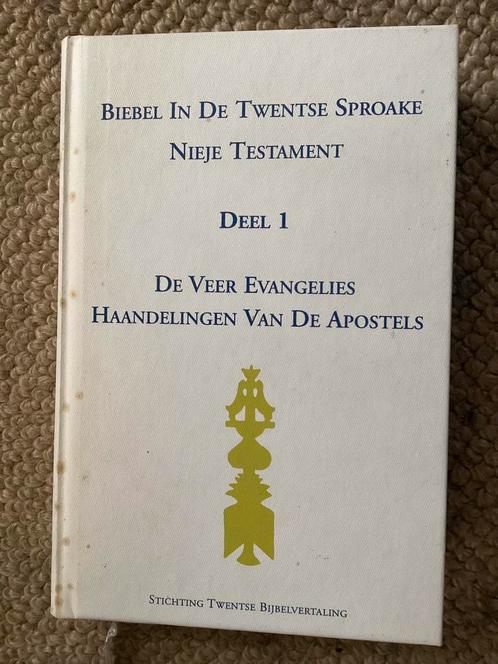 Biebel In De Twentse Sproake
Nieje Testament
Deel 1
De Veer Evangelies
Haandelingen Van De Apostels
Stichting Twentse Bijbelvertaling